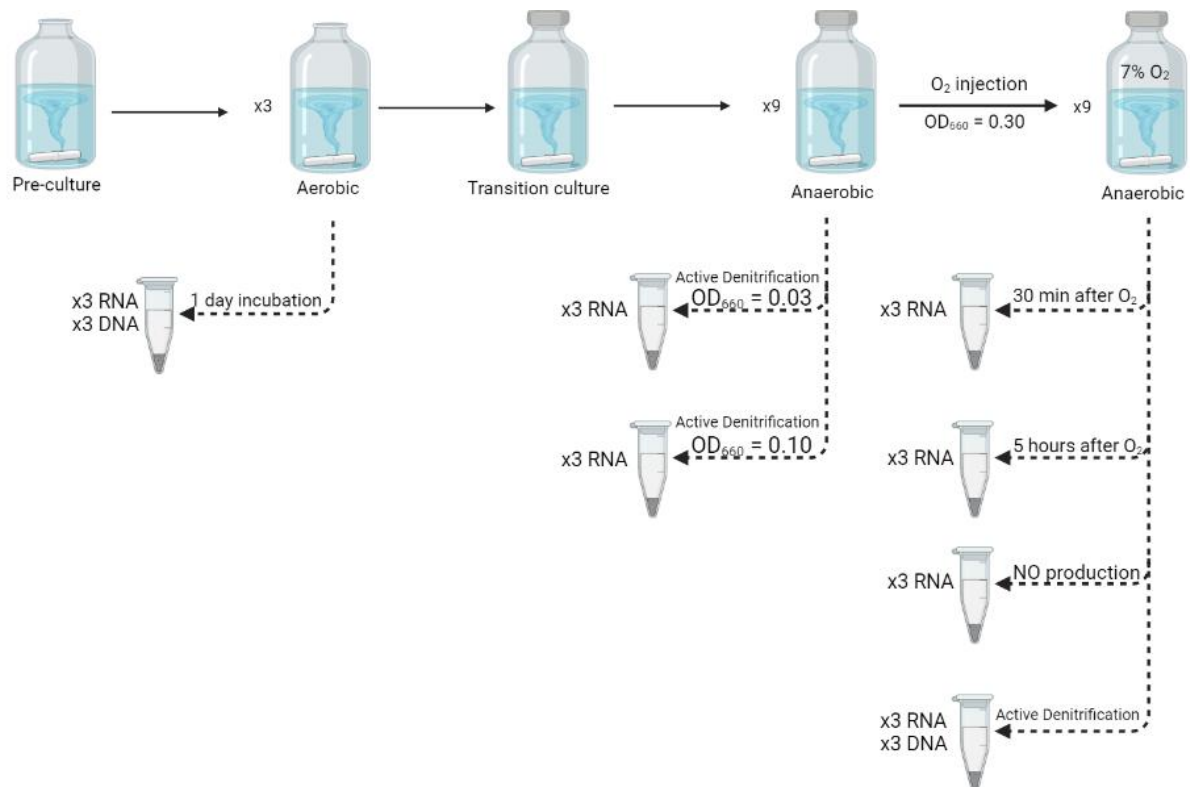 7% O₂
O₂ injection
x3
x9
x9
OD₆₆₀ = 0.30
Pre-culture
Aerobic
Transition culture
Anaerobic
Anaerobic
x3 RNA
x3 DNA
1 day incubation
Active Denitrification
OD₆₆₀ = 0.03
x3 RNA
30 min after O₂
x3 RNA
Active Denitrification
OD₆₆₀ = 0.10
x3 RNA
5 hours after O₂
x3 RNA
NO production
x3 RNA
Active Denitrification
x3 RNA
x3 DNA